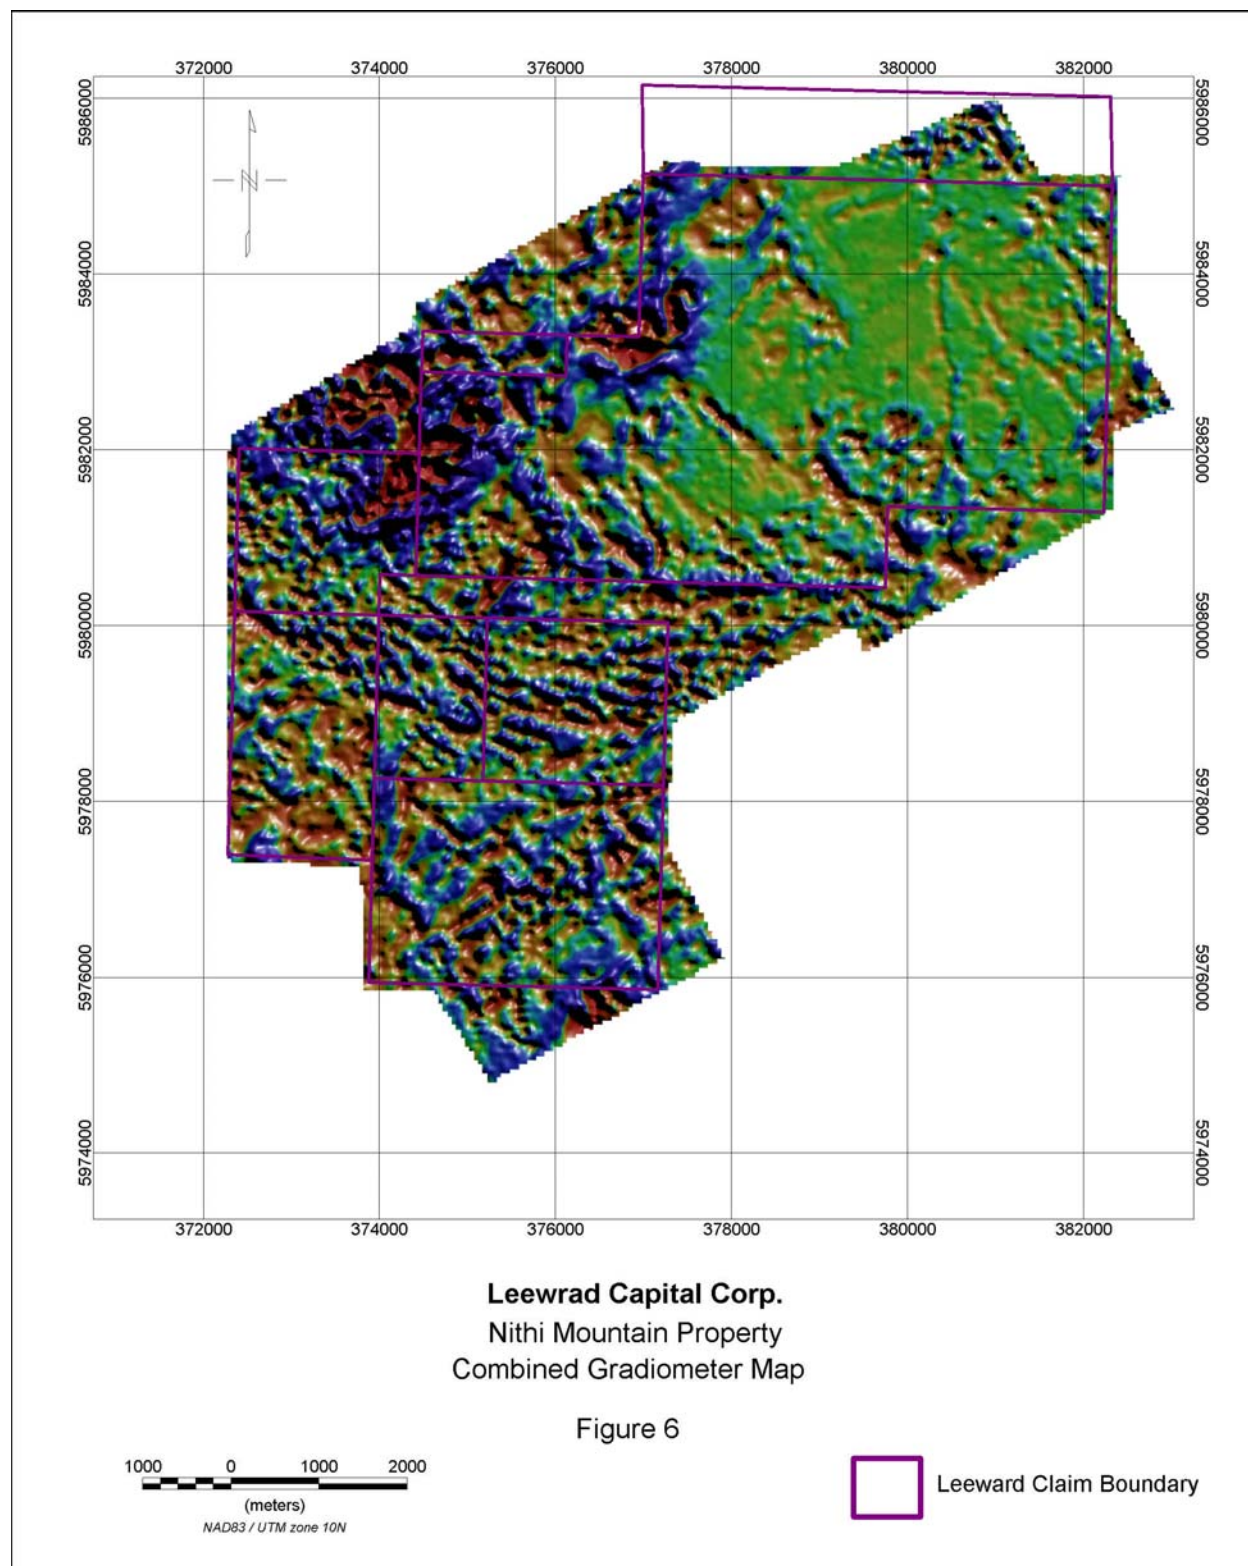 372000 374000 376000 378000 380000 382000
5986000 5986000
N
5984000 5984000
5982000 5982000
5980000 5980000
5978000 5978000
5976000 5976000
5974000 5974000
372000 374000 376000 378000 380000 382000
Leewrad Capital Corp.
Nithi Mountain Property
Combined Gradiometer Map
Figure 6
1000 0 1000 2000
(meters)
NAD83 / UTM zone 10N
Leeward Claim Boundary